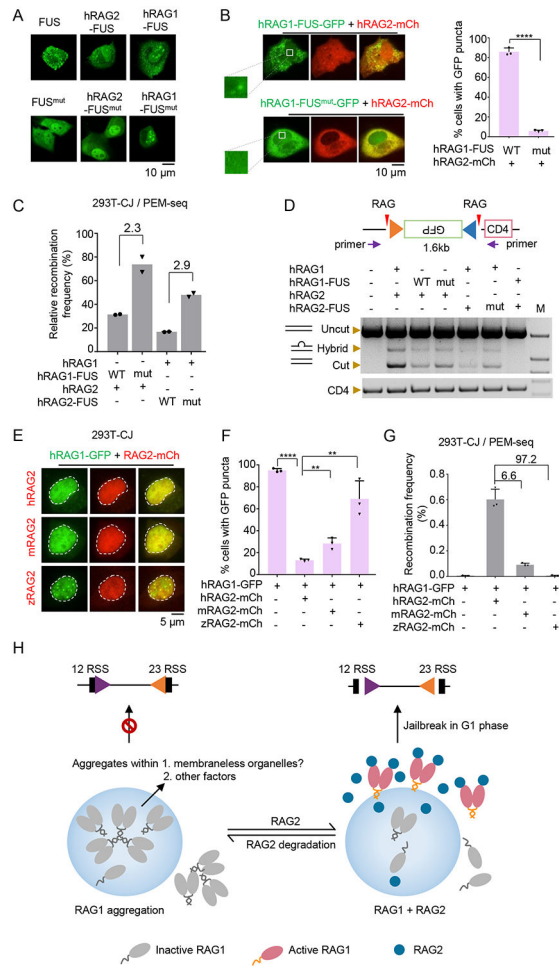 A
FUS
hRAG2
-FUS
hRAG1
-FUS
FUSmut
hRAG2
-FUSmut
hRAG1
-FUSmut
10 μm
B
hRAG1-FUS-GFP + hRAG2-mCh
hRAG1-FUSmut-GFP + hRAG2-mCh
10 μm
% cells with GFP puncta
100
80
60
40
20
0
****
hRAG1-FUS WT mut
hRAG2-mCh + +
C
293T-CJ / PEM-seq
Relative recombination
frequency (%)
100
80
60
40
20
0
2.3
2.9
hRAG1 - - + +
hRAG1-FUS WT mut - -
hRAG2 + + - -
hRAG2-FUS - - WT mut
D
RAG
RAG
GFP
CD4
primer
1.6kb
primer
hRAG1 - + - - + + -
hRAG1-FUS - - WT mut - - +
hRAG2 - + + + - - -
hRAG2-FUS - - - - + mut +
M
Uncut
Hybrid
Cut
CD4
E
293T-CJ
hRAG1-GFP + RAG2-mCh
hRAG2
mRAG2
zRAG2
5 μm
F
% cells with GFP puncta
100
80
60
40
20
0
****
**
**
hRAG1-GFP + + + +
hRAG2-mCh +
mRAG2-mCh +
zRAG2-mCh +
G
293T-CJ / PEM-seq
Recombination frequency
(%)
0.8
0.6
0.4
0.2
0.0
97.2
6.6
hRAG1-GFP + + + +
hRAG2-mCh +
mRAG2-mCh +
zRAG2-mCh +
H
12 RSS
23 RSS
12 RSS
23 RSS
Jailbreak in G1 phase
Aggregates within 1. membraneless organelles?
2. other factors
RAG2
RAG2 degradation
RAG1 aggregation
RAG1 + RAG2
Inactive RAG1
Active RAG1
RAG2